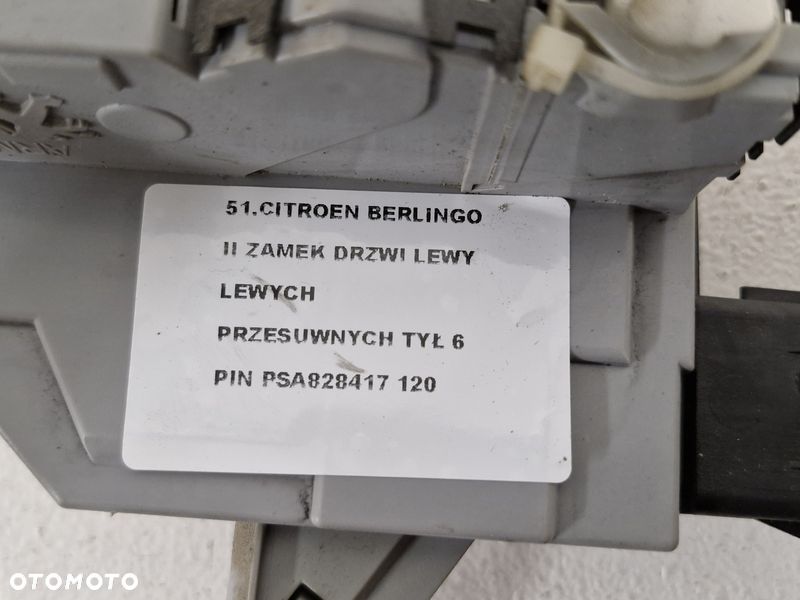 51.CITROEN BERLINGO
II ZAMEK DRZWI LEWY
LEWYCH
PRZESUWNYCH TYŁ 6
PIN PSA828417 120
OTOMOTO